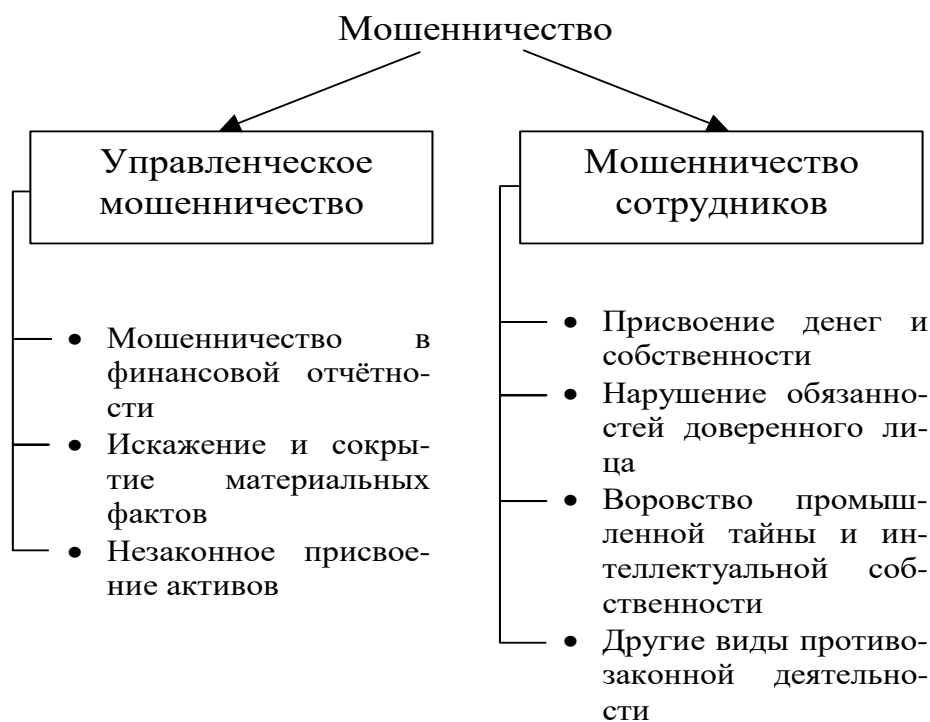 Мошенничество
Управленческое
мошенничество
• Мошенничество в
финансовой отчётно-
сти
• Искажение и сокры-
тие материальных
фактов
• Незаконное присвое-
ние активов
Мошенничество
сотрудников
• Присвоение денег и
собственности
• Нарушение обязанно-
стей доверенного ли-
ца
• Воровство промыш-
ленной тайны и ин-
теллектуальной соб-
ственности
• Другие виды противо-
законной деятельно-
сти